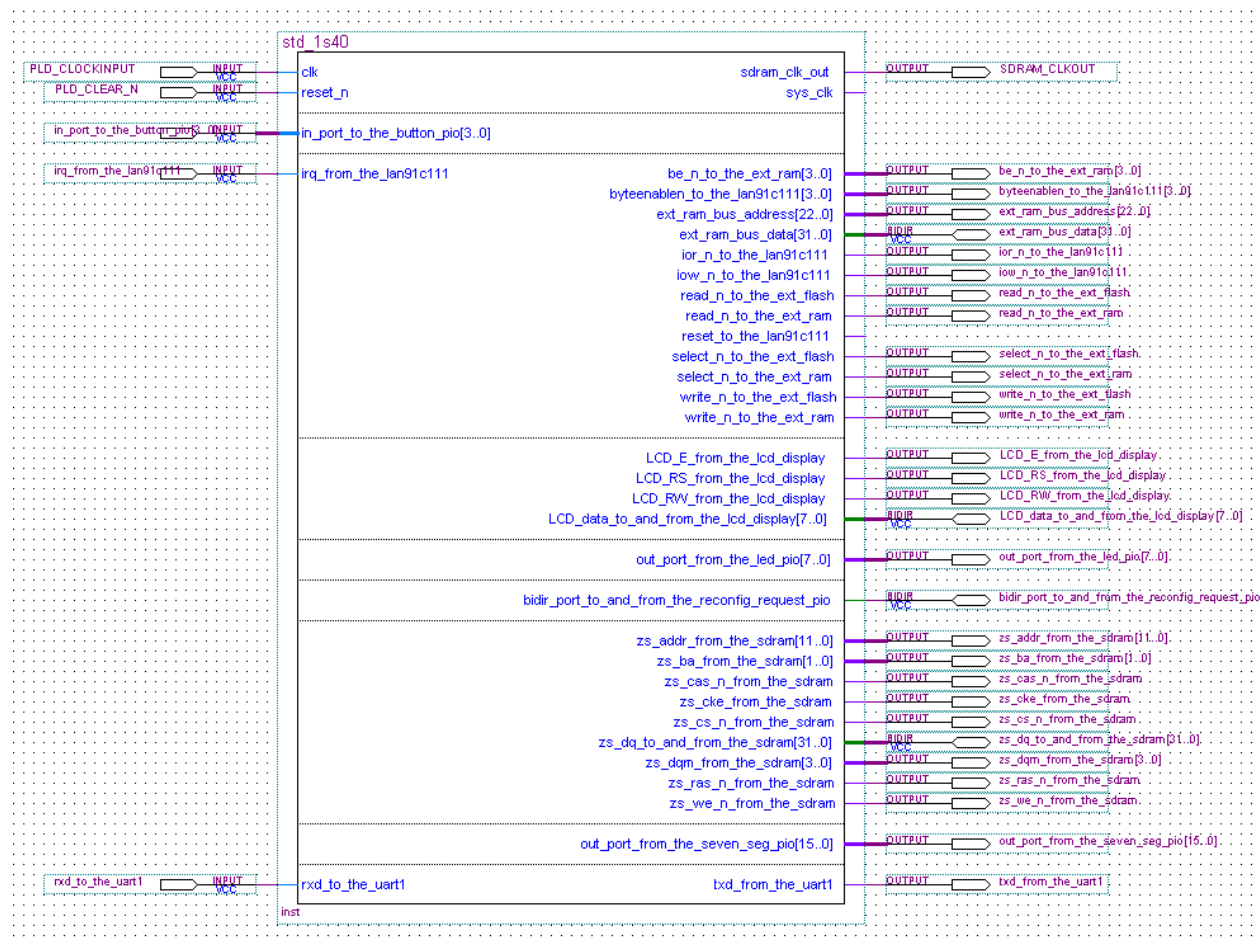 std_1s40
PLD_CLOCKINPUT INPUT VCC clk sdram_clk_out OUTPUT SDRAM_CLKOUT
PLD_CLEAR_N INPUT VCC reset_n sys_clk
in_port_to_the_button_pio[3..0] INPUT VCC in_port_to_the_button_pio[3..0]
irq_from_the_lan91c111 INPUT VCC irq_from_the_lan91c111 be_n_to_the_ext_ram[3..0] OUTPUT be_n_to_the_ext_ram[3..0]
byteenablen_to_the_lan91c111[3..0] OUTPUT byteenablen_to_the_lan91c111[3..0]
ext_ram_bus_address[22..0] OUTPUT ext_ram_bus_address[22..0]
ext_ram_bus_data[31..0] BIDIR VCC ext_ram_bus_data[31..0]
ior_n_to_the_lan91c111 OUTPUT ior_n_to_the_lan91c111
iow_n_to_the_lan91c111 OUTPUT iow_n_to_the_lan91c111
read_n_to_the_ext_flash OUTPUT read_n_to_the_ext_flash
read_n_to_the_ext_ram OUTPUT read_n_to_the_ext_ram
reset_to_the_lan91c111
select_n_to_the_ext_flash OUTPUT select_n_to_the_ext_flash
select_n_to_the_ext_ram OUTPUT select_n_to_the_ext_ram
write_n_to_the_ext_flash OUTPUT write_n_to_the_ext_flash
write_n_to_the_ext_ram OUTPUT write_n_to_the_ext_ram
LCD_E_from_the_lcd_display OUTPUT LCD_E_from_the_lcd_display
LCD_RS_from_the_lcd_display OUTPUT LCD_RS_from_the_lcd_display
LCD_RW_from_the_lcd_display OUTPUT LCD_RW_from_the_lcd_display
LCD_data_to_and_from_the_lcd_display[7..0] BIDIR VCC LCD_data_to_and_from_the_lcd_display[7..0]
out_port_from_the_led_pio[7..0] OUTPUT out_port_from_the_led_pio[7..0]
bidir_port_to_and_from_the_reconfig_request_pio BIDIR VCC bidir_port_to_and_from_the_reconfig_request_pio
zs_addr_from_the_sdram[11..0] OUTPUT zs_addr_from_the_sdram[11..0]
zs_ba_from_the_sdram[1..0] OUTPUT zs_ba_from_the_sdram[1..0]
zs_cas_n_from_the_sdram OUTPUT zs_cas_n_from_the_sdram
zs_cke_from_the_sdram OUTPUT zs_cke_from_the_sdram
zs_cs_n_from_the_sdram OUTPUT zs_cs_n_from_the_sdram
zs_dq_to_and_from_the_sdram[31..0] BIDIR VCC zs_dq_to_and_from_the_sdram[31..0]
zs_dqm_from_the_sdram[3..0] OUTPUT zs_dqm_from_the_sdram[3..0]
zs_ras_n_from_the_sdram OUTPUT zs_ras_n_from_the_sdram
zs_we_n_from_the_sdram OUTPUT zs_we_n_from_the_sdram
out_port_from_the_seven_seg_pio[15..0] OUTPUT out_port_from_the_seven_seg_pio[15..0]
rxd_to_the_uart1 INPUT VCC rxd_to_the_uart1 txd_from_the_uart1 OUTPUT txd_from_the_uart1
inst